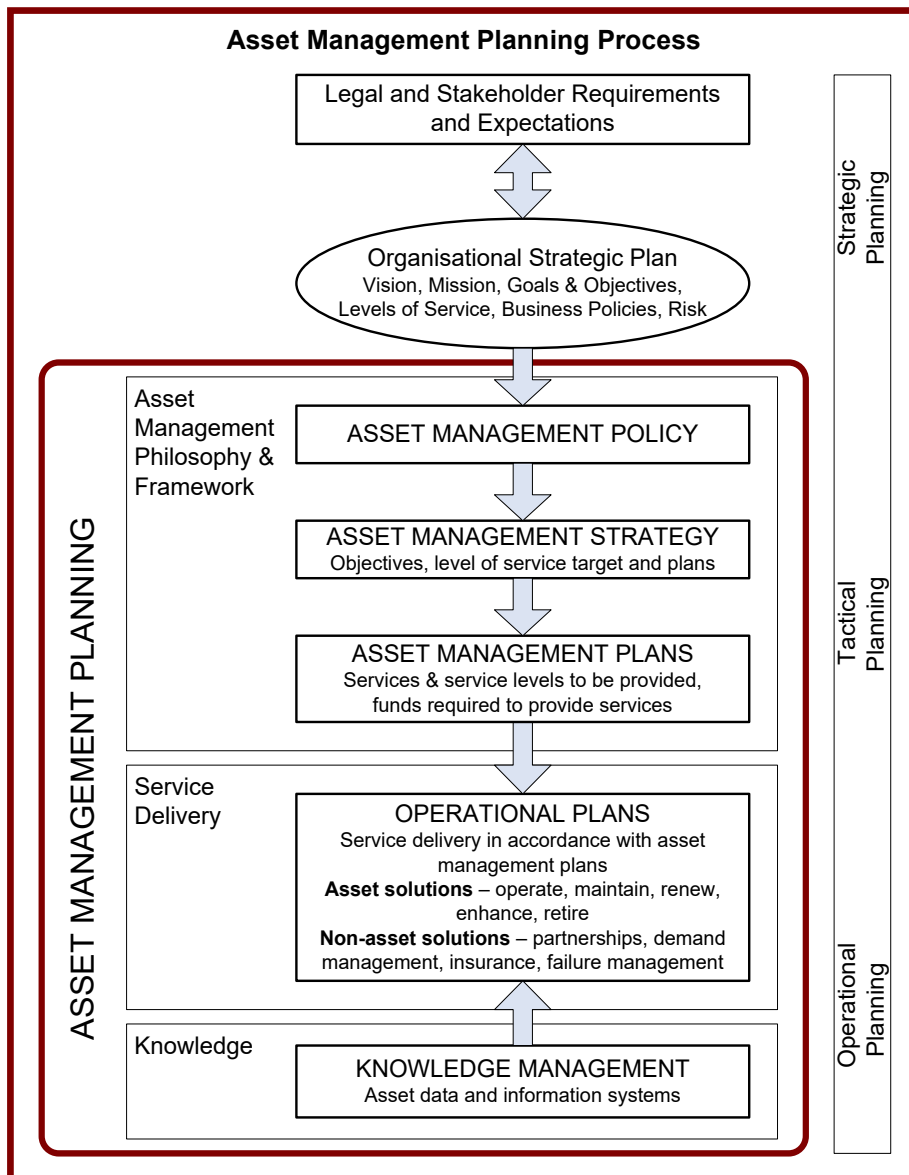 Asset Management Planning Process
Legal and Stakeholder Requirements
and Expectations
Organisational Strategic Plan
Vision, Mission, Goals & Objectives,
Levels of Service, Business Policies, Risk
Strategic
Planning
ASSET MANAGEMENT PLANNING
Asset
Management
Philosophy &
Framework
ASSET MANAGEMENT POLICY
ASSET MANAGEMENT STRATEGY
Objectives, level of service target and plans
ASSET MANAGEMENT PLANS
Services & service levels to be provided,
funds required to provide services
Tactical
Planning
Service
Delivery
OPERATIONAL PLANS
Service delivery in accordance with asset
management plans
Asset solutions – operate, maintain, renew,
enhance, retire
Non-asset solutions – partnerships, demand
management, insurance, failure management
Operational
Planning
Knowledge
KNOWLEDGE MANAGEMENT
Asset data and information systems